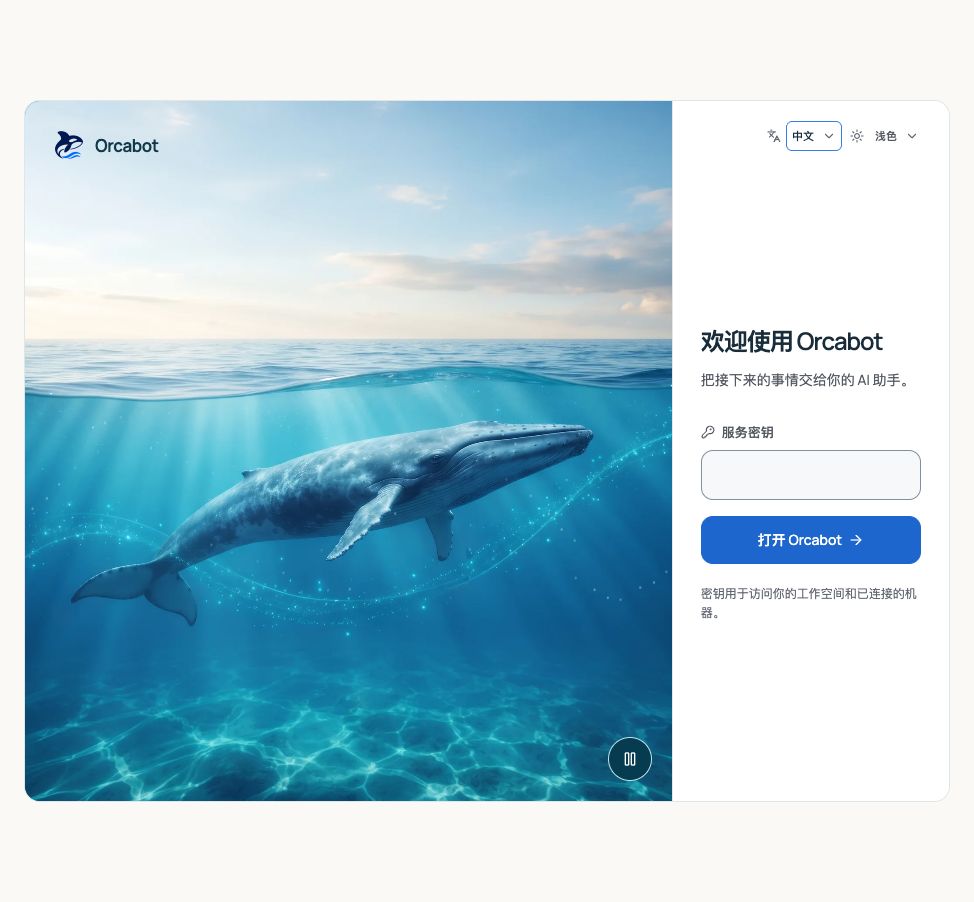 Orcabot
中文
浅色
欢迎使用 Orcabot
把接下来的事情交给你的 AI 助手。
服务密钥
打开 Orcabot
密钥用于访问你的工作空间和已连接的机
器。